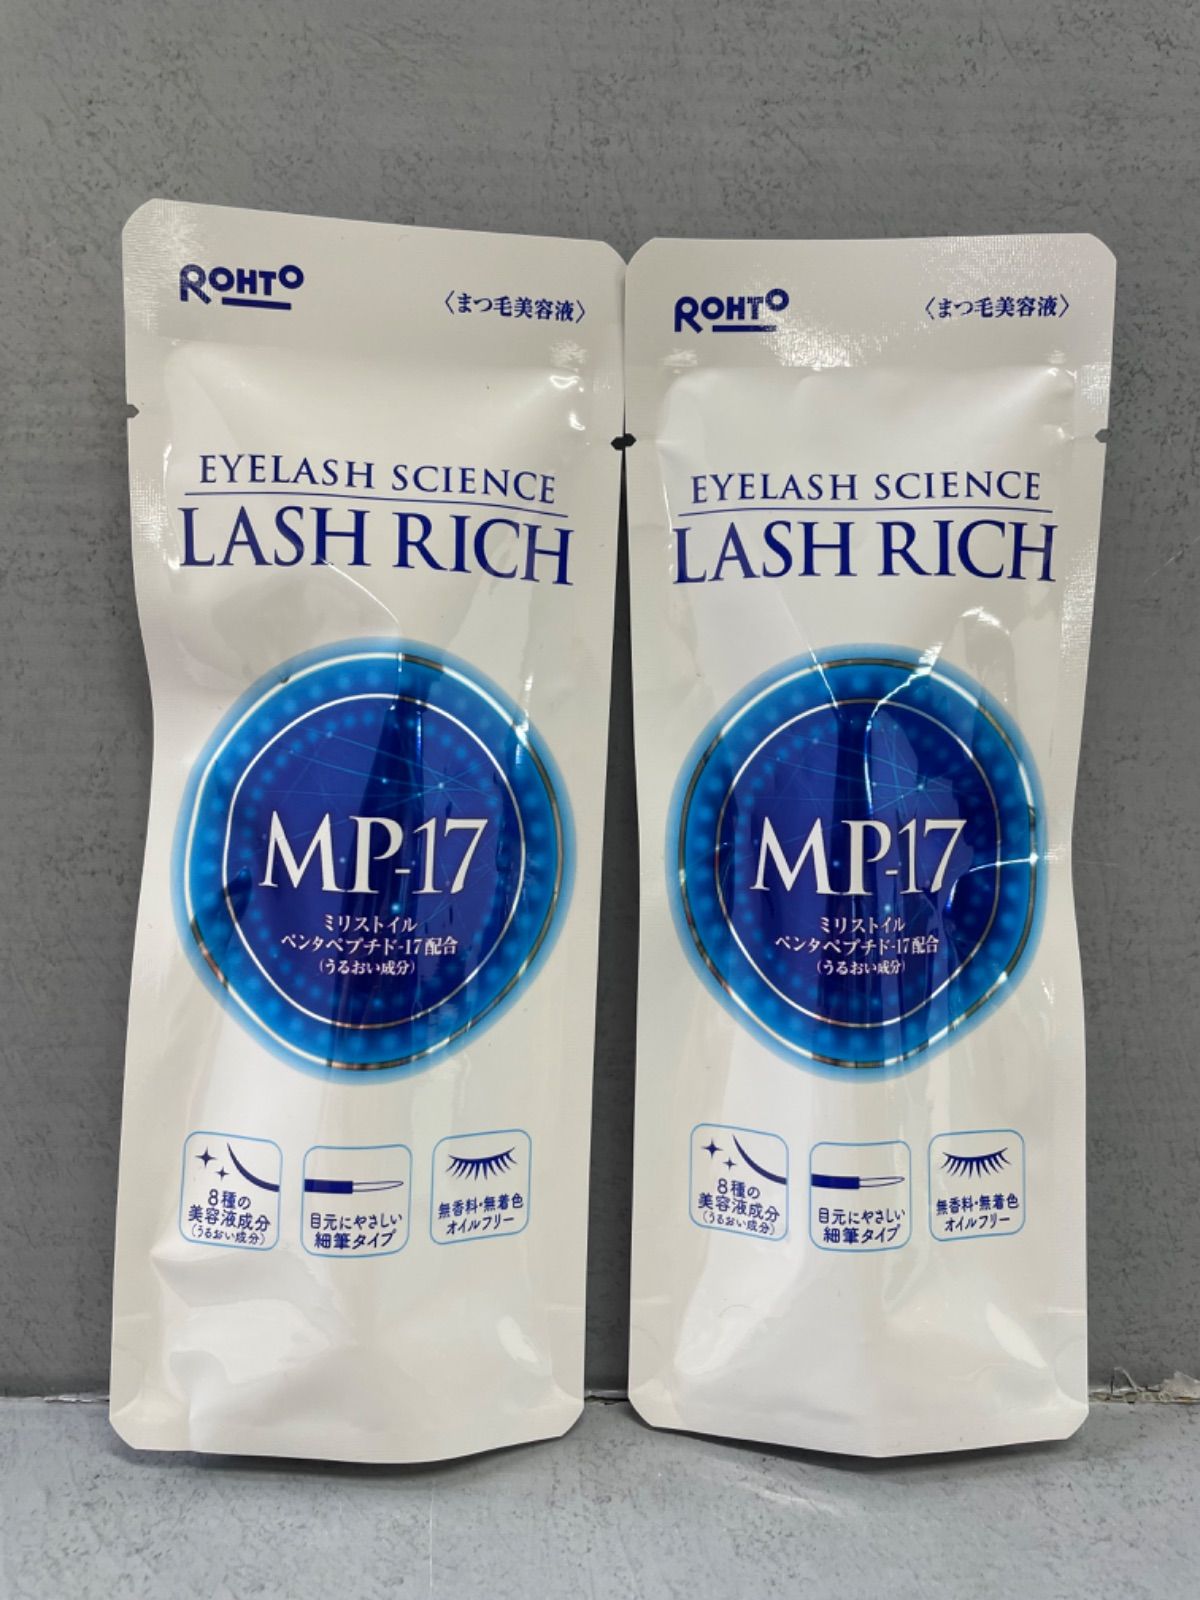 ROHTO
〈まつ毛美容液〉
EYELASH SCIENCE
LASH RICH
MP-17
ミリストイル
ペンタペプチド-17配合
(うるおい成分)
8種の
美容液成分
(うるおい成分)
目元にやさしい
細筆タイプ
無香料・無着色
オイルフリー
ROHTO
〈まつ毛美容液〉
EYELASH SCIENCE
LASH RICH
MP-17
ミリストイル
ペンタペプチド-17配合
(うるおい成分)
8種の
美容液成分
(うるおい成分)
目元にやさしい
細筆タイプ
無香料・無着色
オイルフリー